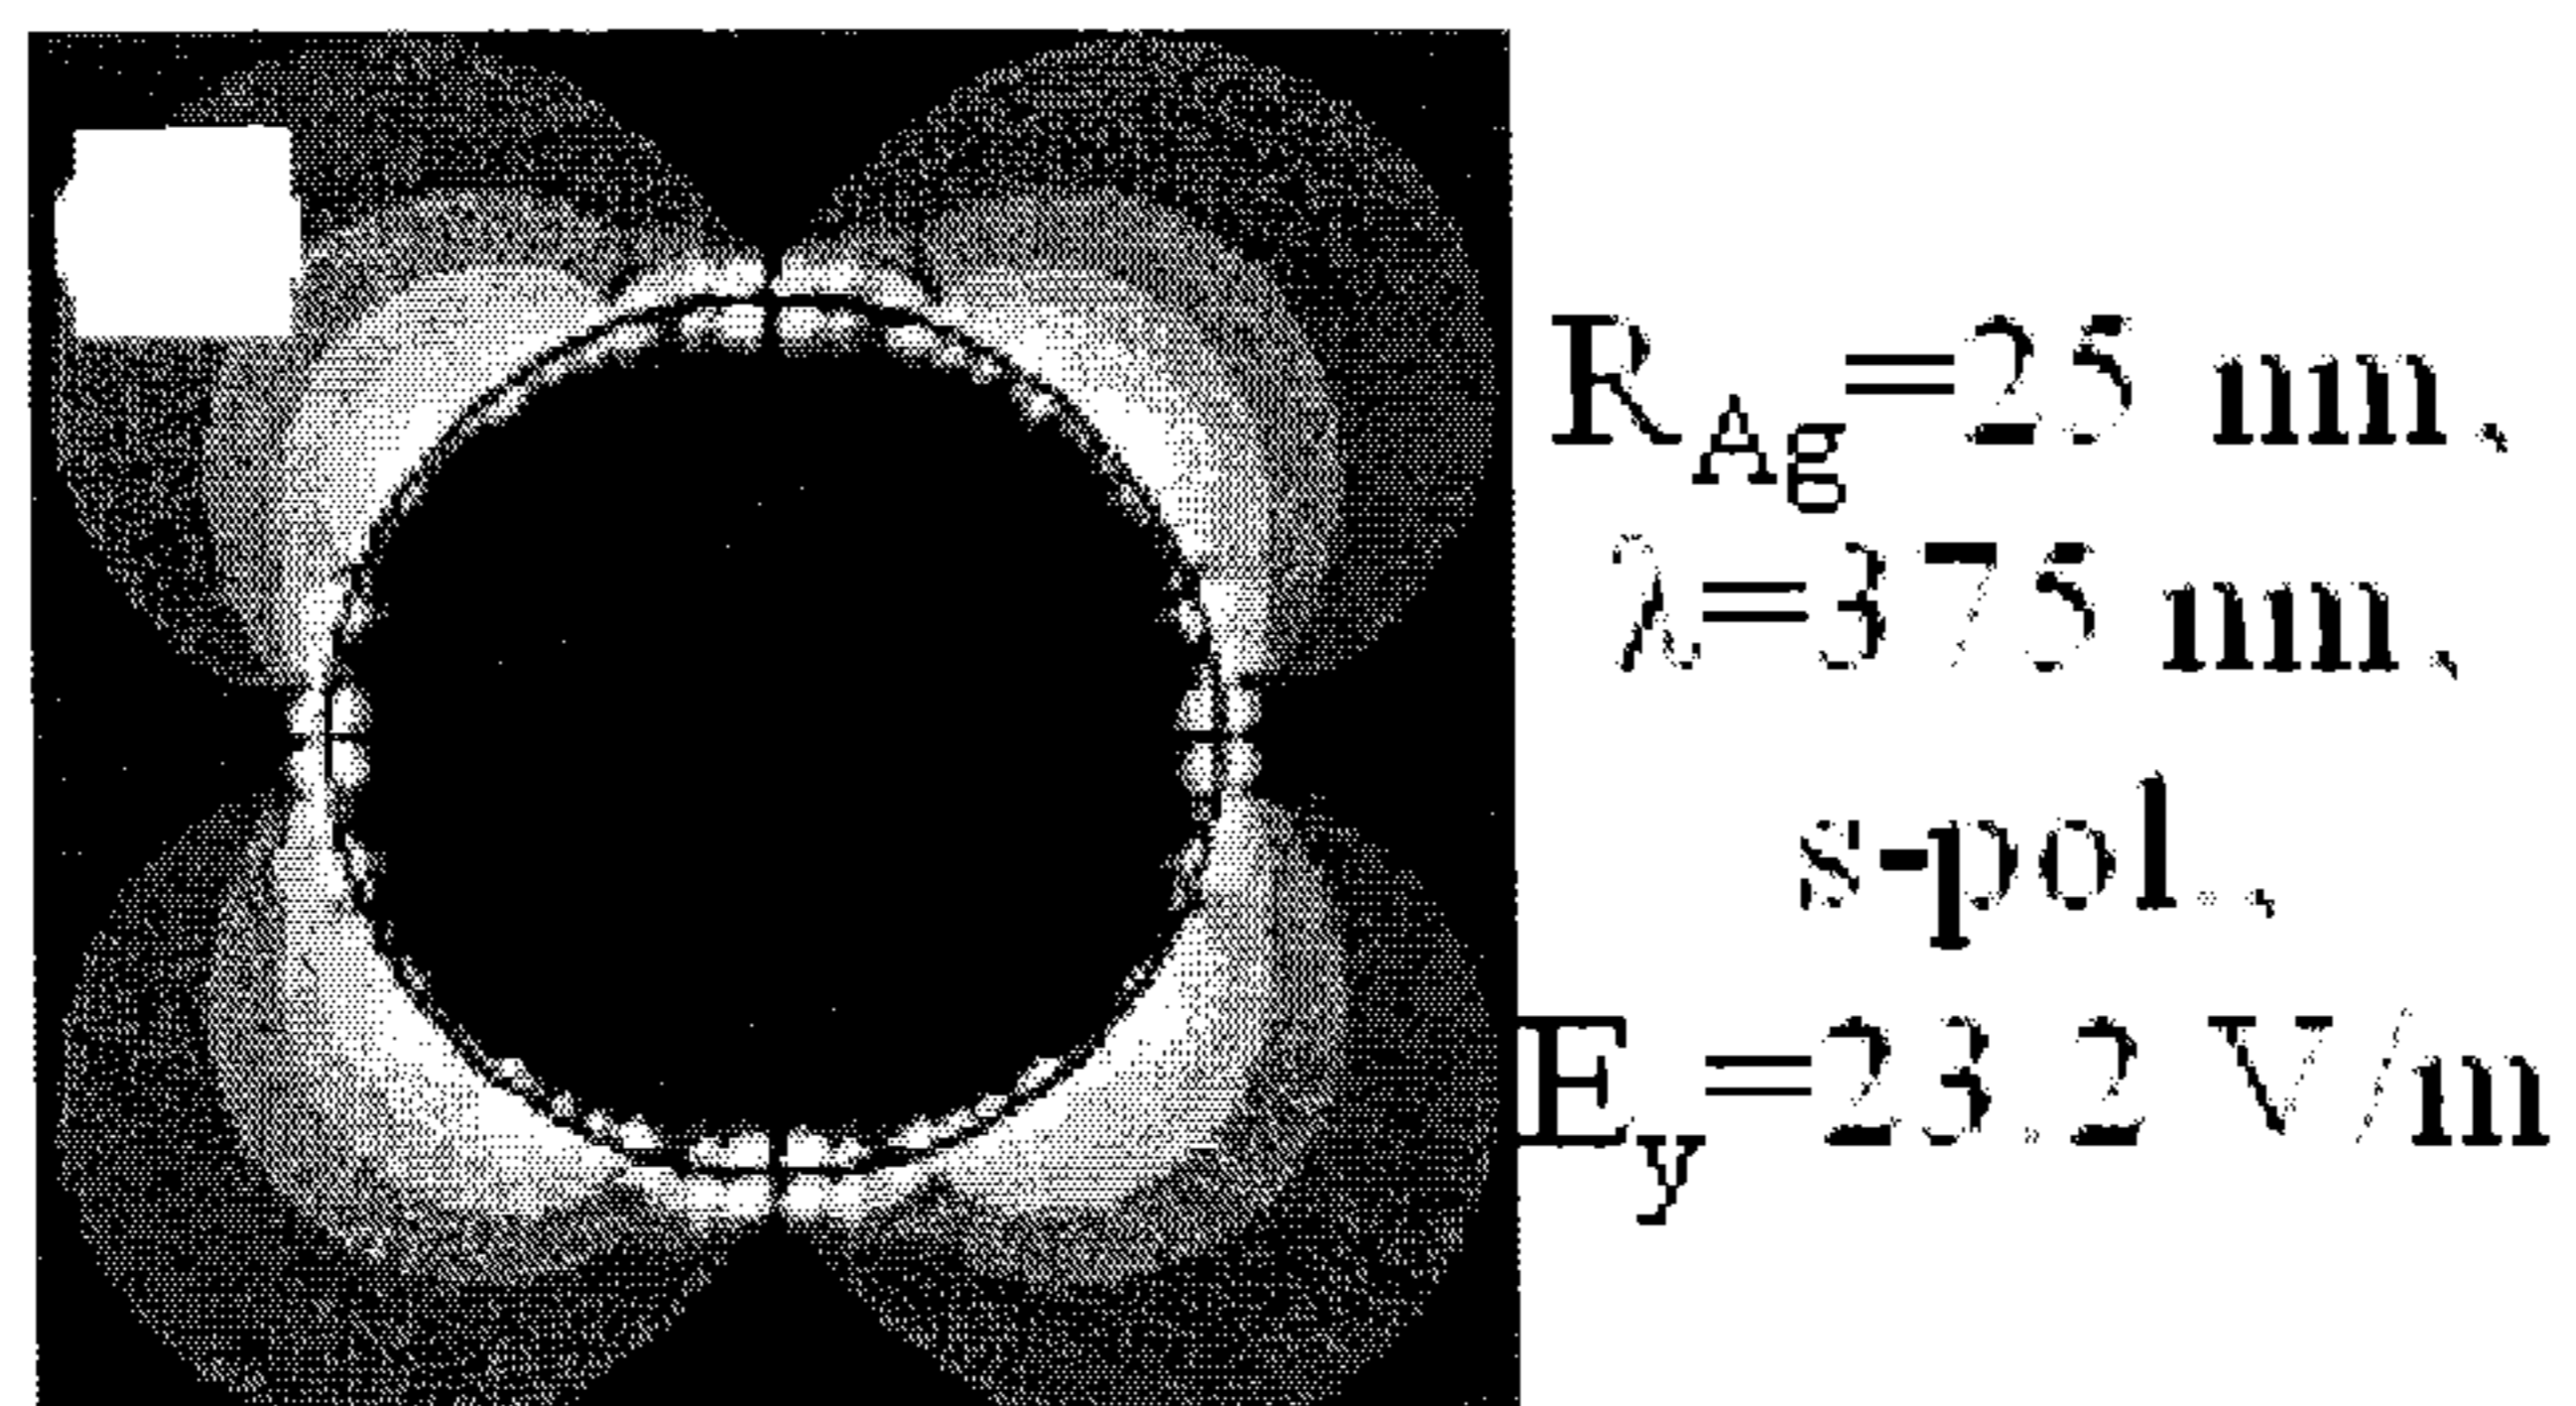 R_Ag=25 nm,
λ=375 nm,
s-pol.,
E_y=23.2 V/m